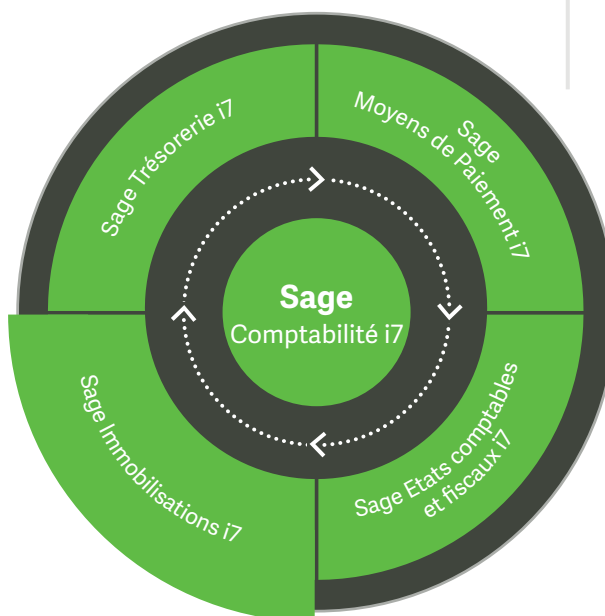 Sage Trésorerie i7
Sage
Moyens de Paiement i7
Sage
Comptabilité i7
Sage Immobilisations i7
Sage Etats comptables
et fiscaux i7